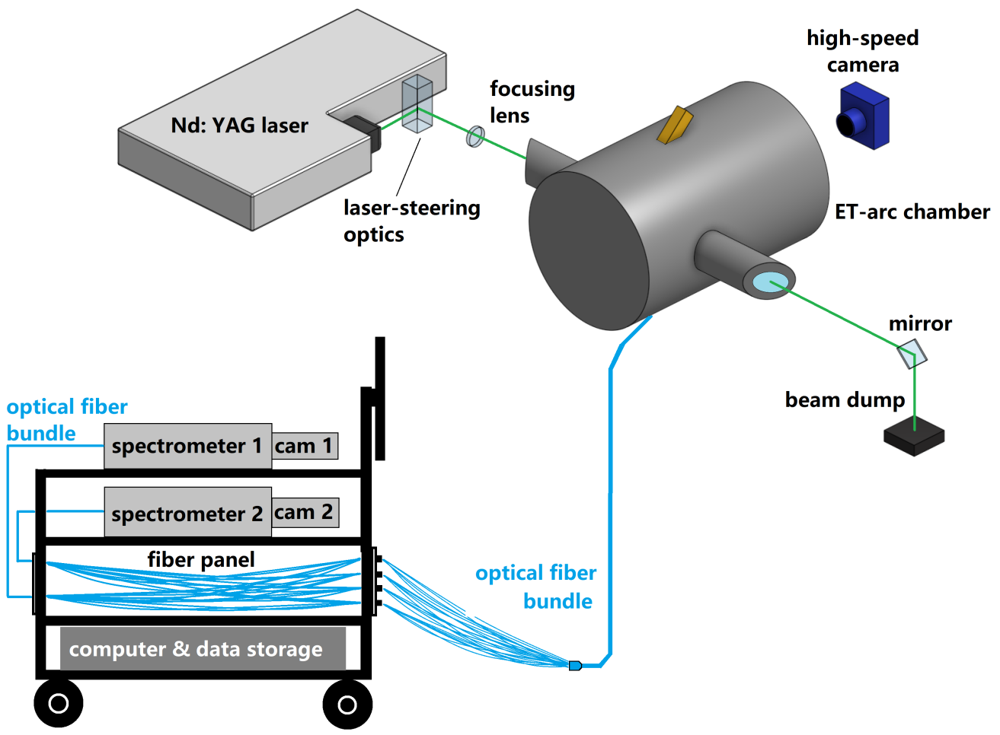 high-speed
camera
focusing
lens
Nd: YAG laser
laser-steering
optics
ET-arc chamber
mirror
beam dump
optical fiber
bundle
spectrometer 1
cam 1
spectrometer 2
cam 2
fiber panel
optical fiber
bundle
computer & data storage